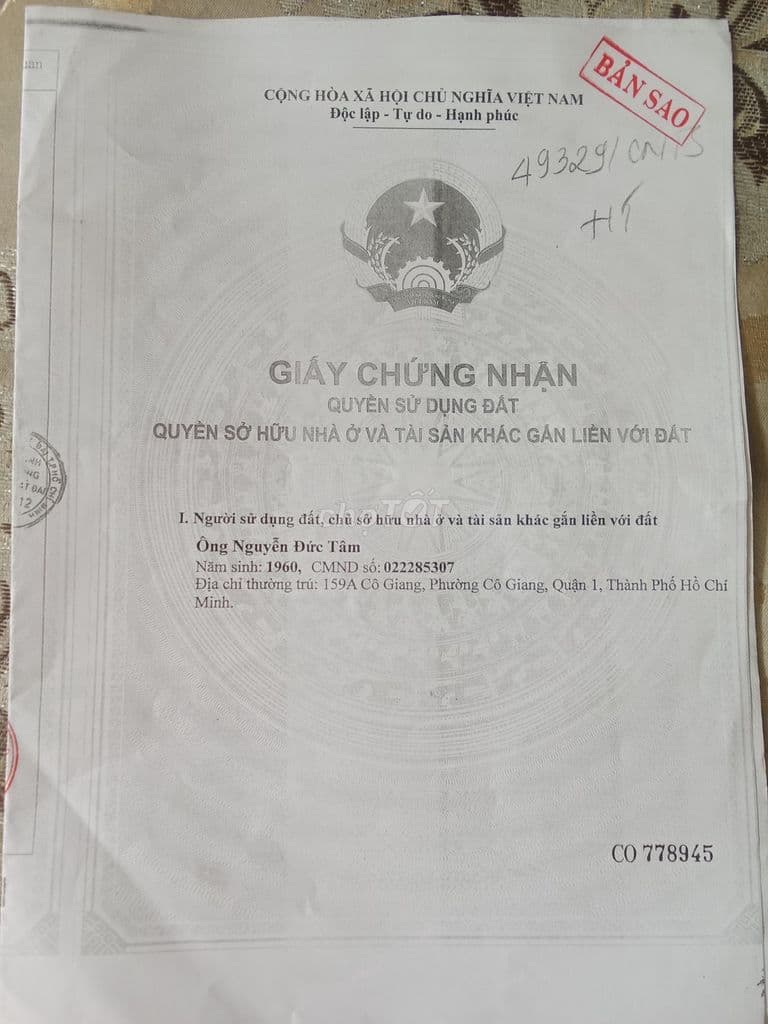 BẢN SAO
CỘNG HÒA XÃ HỘI CHỦ NGHĨA VIỆT NAM
Độc lập - Tự do - Hạnh phúc
49329/
HT
GIẤY CHỨNG NHẬN
QUYỀN SỬ DỤNG ĐẤT
QUYỀN SỞ HỮU NHÀ Ở VÀ TÀI SẢN KHÁC GẮN LIỀN VỚI ĐẤT
chợTỐT
I. Người sử dụng đất, chủ sở hữu nhà ở và tài sản khác gắn liền với đất
Ông Nguyễn Đức Tâm
Năm sinh: 1960, CMND số: 022285307
Địa chỉ thường trú: 159A Cô Giang, Phường Cô Giang, Quận 1, Thành Phố Hồ Chí
Minh.
CO 778945